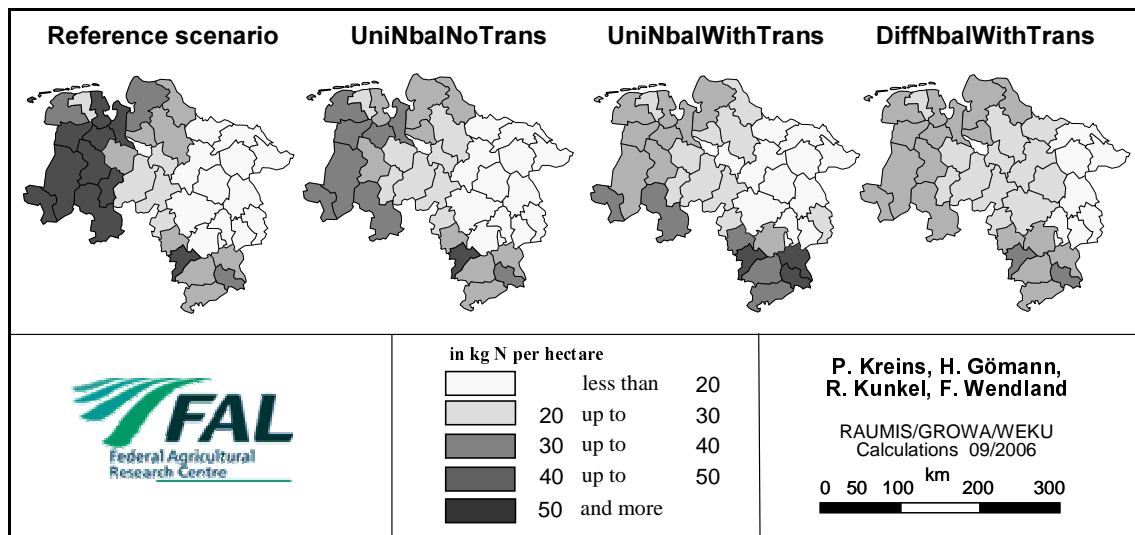 Reference scenario UniNbalNoTrans UniNbalWithTrans DiffNbalWithTrans
FAL
Federal Agricultural
Research Centre
in kg N per hectare
less than 20
20 up to 30
30 up to 40
40 up to 50
50 and more
P. Kreins, H. Gömann,
R. Kunkel, F. Wendland
RAUMIS/GROWA/WEKU
Calculations 09/2006
km
0 50 100 200 300